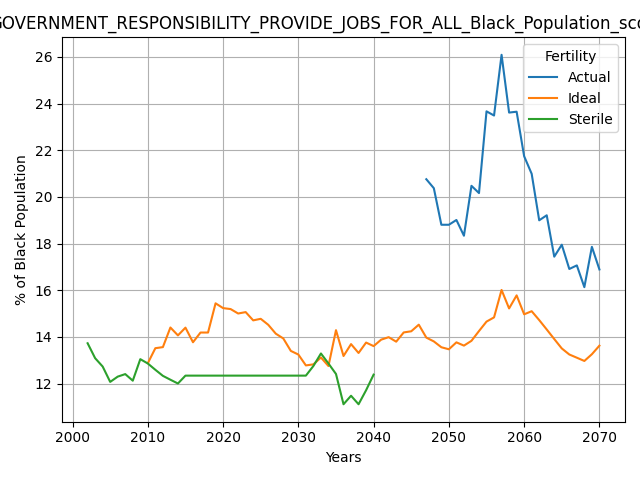 GOVERNMENT_RESPONSIBILITY_PROVIDE_JOBS_FOR_ALL_Black_Population_sco
Fertility
Actual
Ideal
Sterile
% of Black Population
26
24
22
20
18
16
14
12
2000 2010 2020 2030 2040 2050 2060 2070
Years